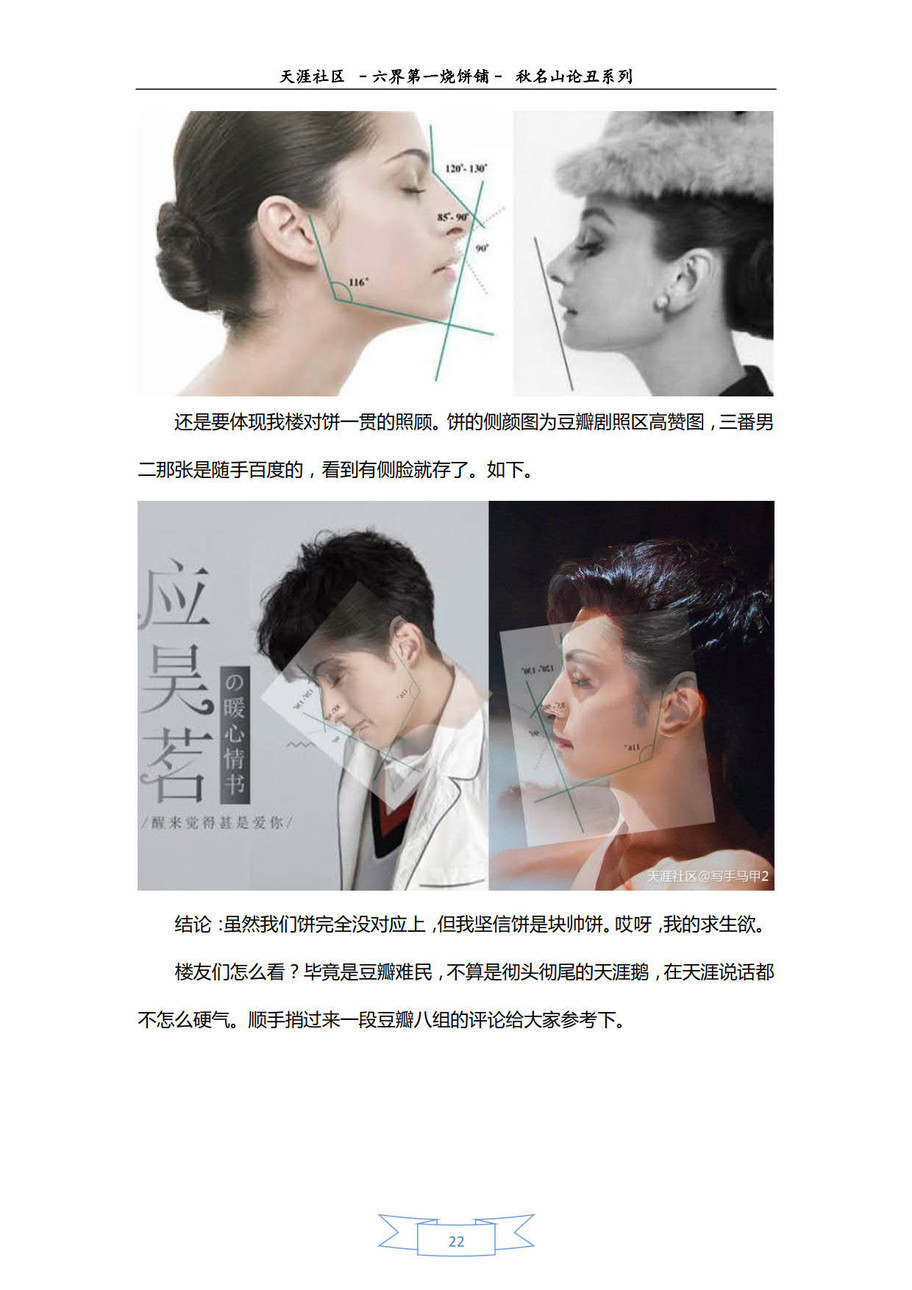 天涯社区 －六界第一烧饼铺－ 秋名山论丑系列
120°- 130°
85°- 90°
90°
116°
还是要体现我楼对饼一贯的照顾。饼的侧颜图为豆瓣剧照区高赞图，三番男
二那张是随手百度的，看到有侧脸就存了。如下。
应昊茗
の暖心情书
/醒来觉得甚是爱你/
天涯社区@写手马甲2
结论：虽然我们饼完全没对应上，但我坚信饼是块帅饼。哎呀，我的求生欲。
楼友们怎么看？毕竟是豆瓣难民，不算是彻头彻尾的天涯鹅，在天涯说话都
不怎么硬气。顺手捎过来一段豆瓣八组的评论给大家参考下。
22